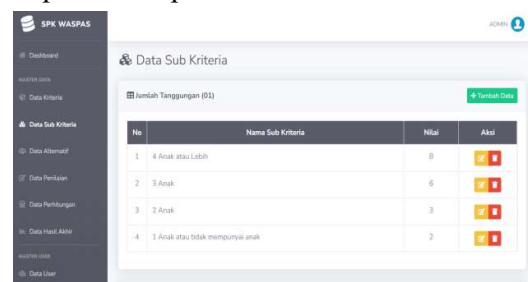 SPK WASPAS
ADMIN
Dashboard
Data Sub Kriteria
MASTER DATA
Data Kriteria
Jumlah Tanggungan (01)
+ Tambah Data
Data Sub Kriteria
No Nama Sub Kriteria Nilai Aksi
Data Alternatif
1 4 Anak atau Lebih 8
Data Penilaian
2 3 Anak 6
Data Perhitungan
3 2 Anak 3
Data Hasil Akhir
4 1 Anak atau tidak mempunyai anak 2
MASTER USER
Data User